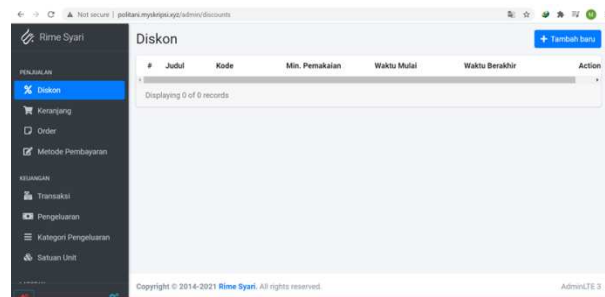 Not secure | politani.myskripsi.xyz/admin/discounts
Rime Syari
Diskon
+ Tambah baru
PENJUALAN
Diskon
Keranjang
Order
Metode Pembayaran
KEUANGAN
Transaksi
Pengeluaran
Kategori Pengeluaran
Satuan Unit
# Judul Kode Min. Pemakaian Waktu Mulai Waktu Berakhir Action
Displaying 0 of 0 records
Copyright © 2014-2021 Rime Syari. All rights reserved.
AdminLTE 3